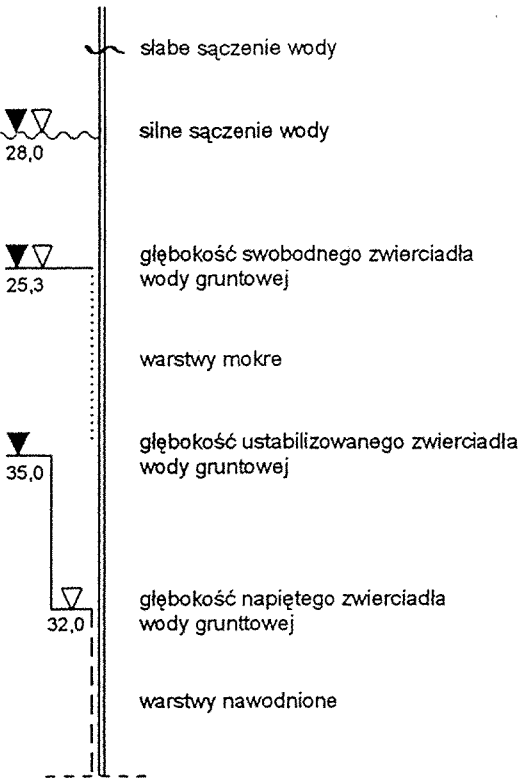 słabe sączenie wody
silne sączenie wody
28,0
głębokość swobodnego zwierciadła
wody gruntowej
25,3
warstwy mokre
głębokość ustabilizowanego zwierciadła
wody gruntowej
35,0
głębokość napiętego zwierciadła
wody grunttowej
32,0
warstwy nawodnione